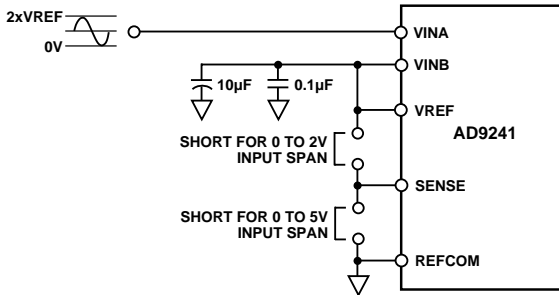 2xVREF
0V
VINA
VINB
10µF
0.1µF
VREF
AD9241
SHORT FOR 0 TO 2V
INPUT SPAN
SENSE
SHORT FOR 0 TO 5V
INPUT SPAN
REFCOM